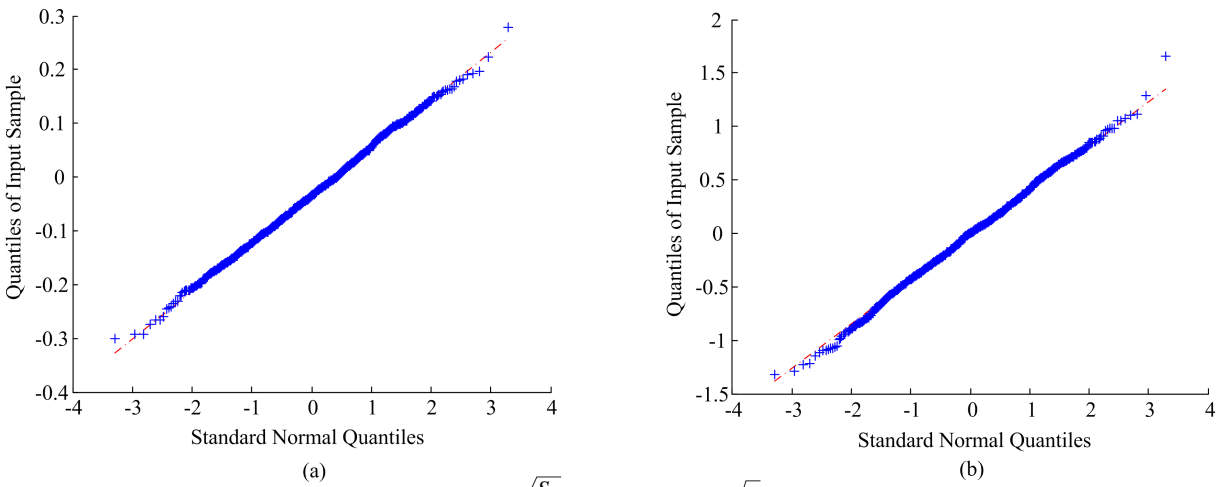 0.3
0.2
0.1
0
-0.1
-0.2
-0.3
-0.4
Quantiles of Input Sample
-4 -3 -2 -1 0 1 2 3 4
Standard Normal Quantiles
(a)
2
1.5
1
0.5
0
-0.5
-1
-1.5
Quantiles of Input Sample
-4 -3 -2 -1 0 1 2 3 4
Standard Normal Quantiles
(b)